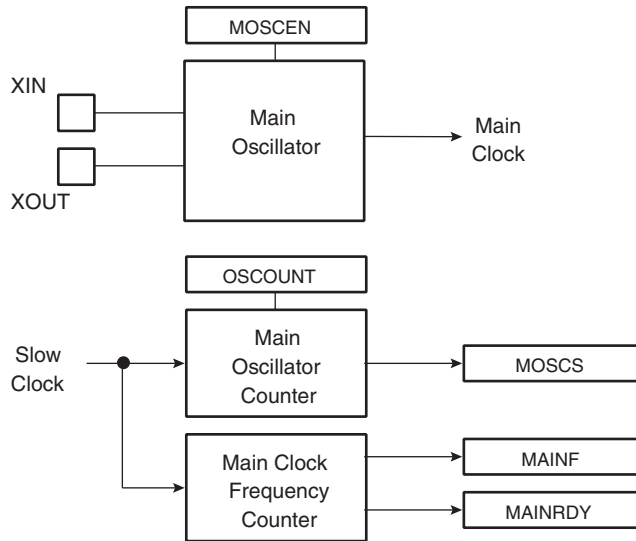 MOSCEN
XIN
XOUT
Main
Oscillator
Main
Clock
OSCOUNT
Slow
Clock
Main
Oscillator
Counter
MOSCS
Main Clock
Frequency
Counter
MAINF
MAINRDY